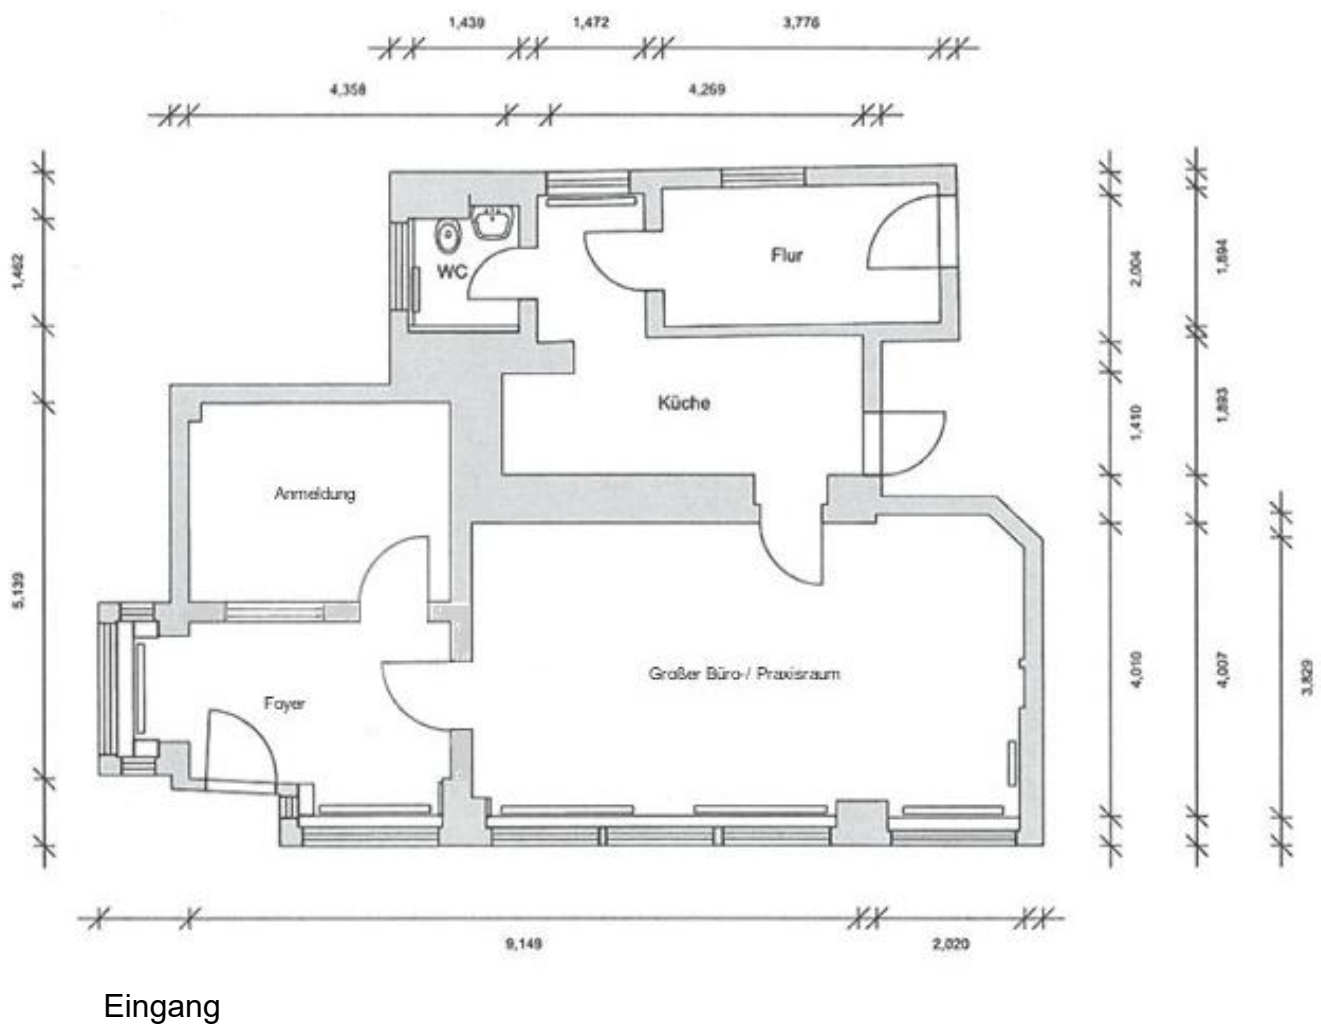 1,439 1,472 3,776
4,358 4,269
1,462
5,139
WC
Flur
Küche
Anmeldung
Foyer
Großer Büro-/ Praxisraum
2,004
1,410
4,010
1,694
1,893
4,007
3,829
9,149 2,020
Eingang